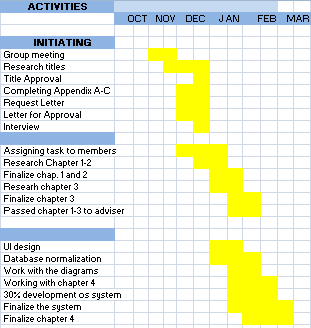 ACTIVITIES
OCT NOV DEC JAN FEB MAR
INITIATING
Group meeting
Research titles
Title Approval
Completing Appendix A-C
Request Letter
Letter for Approval
Interview
Assigning task to members
Research Chapter 1-2
Finalize chap. 1 and 2
Researh chapter 3
Finalize chapter 3
Passed chapter 1-3 to adviser
UI design
Database normalization
Work with the diagrams
Working with chapter 4
30% development os system
Finalize the system
Finalize chapter 4